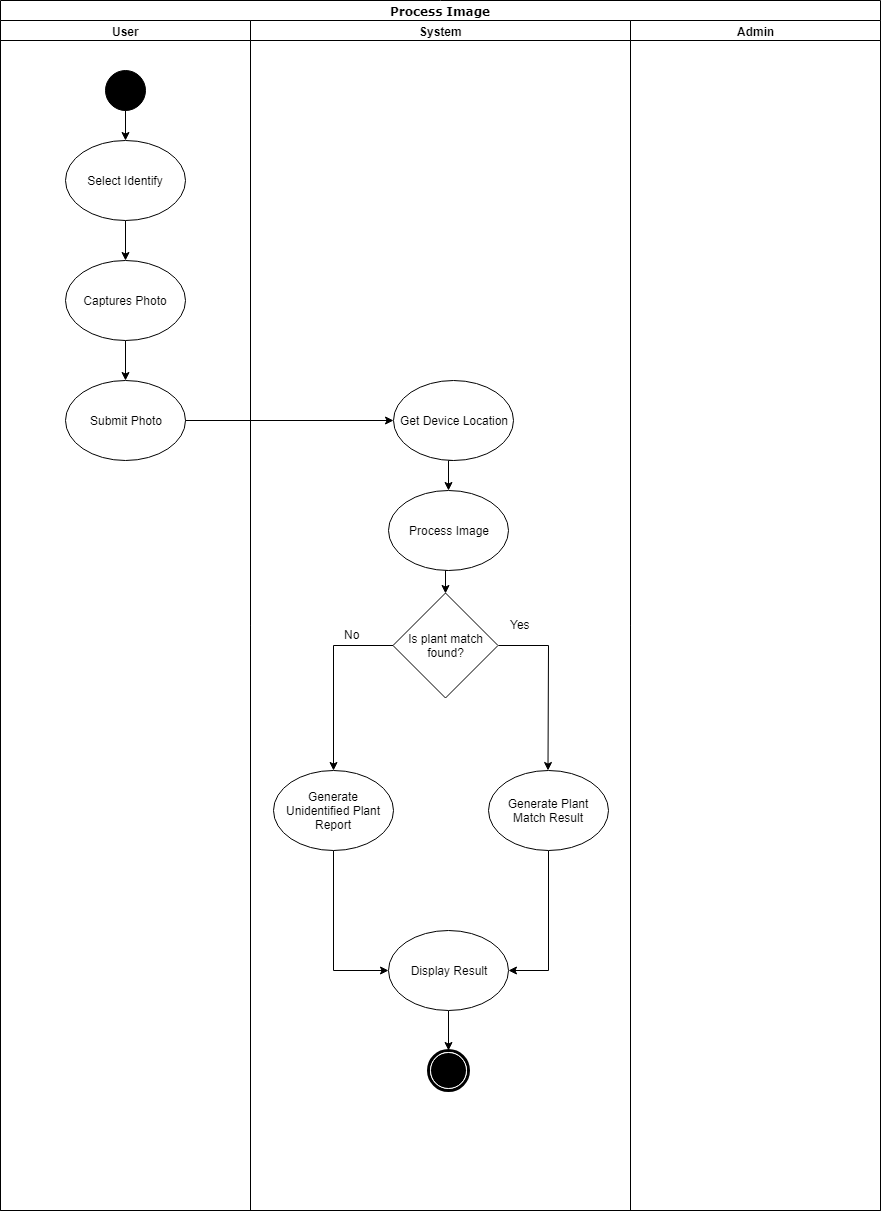 Process Image
User
System
Admin
Select Identify
Captures Photo
Submit Photo
Get Device Location
Process Image
Is plant match
found?
No
Yes
Generate
Unidentified Plant
Report
Generate Plant
Match Result
Display Result